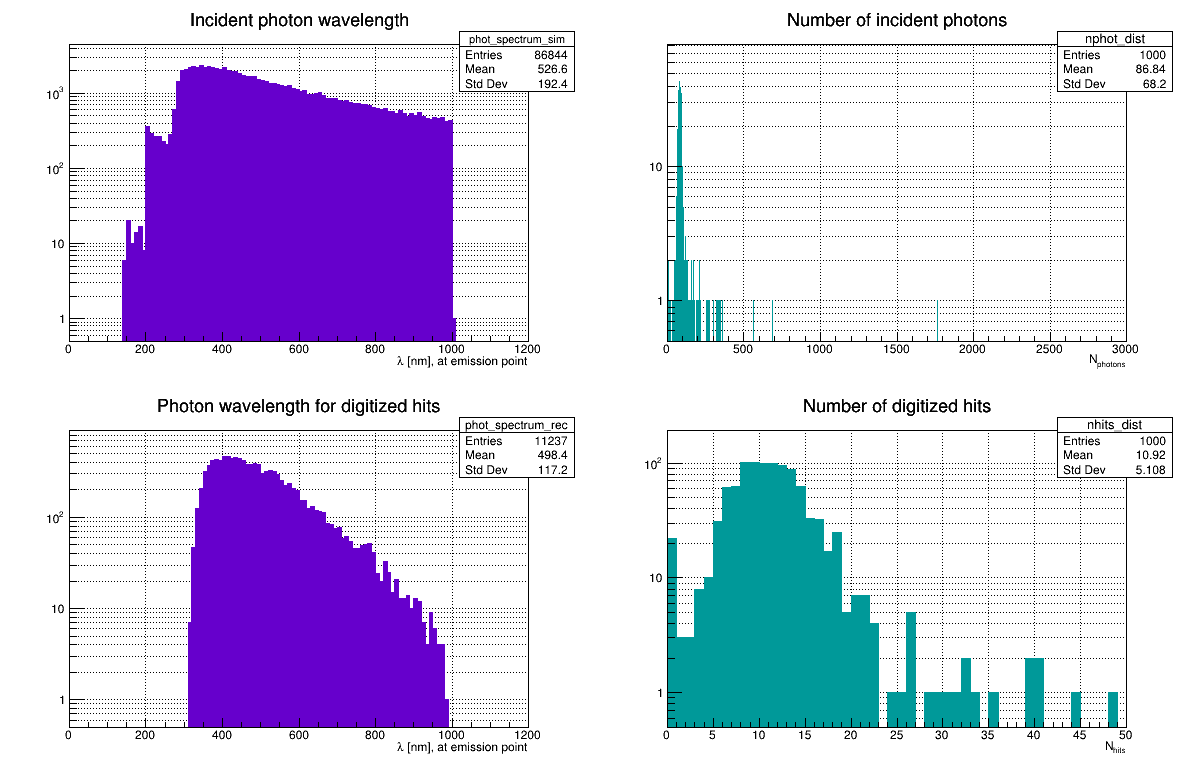 Incident photon wavelength
phot_spectrum_sim
Entries 86844
Mean 526.6
Std Dev 192.4
10³
10²
10
1
0 200 400 600 800 1000 1200
λ [nm], at emission point
Number of incident photons
nphot_dist
Entries 1000
Mean 86.84
Std Dev 68.2
10
1
0 500 1000 1500 2000 2500 3000
Nphotons
Photon wavelength for digitized hits
phot_spectrum_rec
Entries 11237
Mean 498.4
Std Dev 117.2
10²
10
1
0 200 400 600 800 1000 1200
λ [nm], at emission point
Number of digitized hits
nhits_dist
Entries 1000
Mean 10.92
Std Dev 5.108
10²
10
1
0 5 10 15 20 25 30 35 40 45 50
Nhits